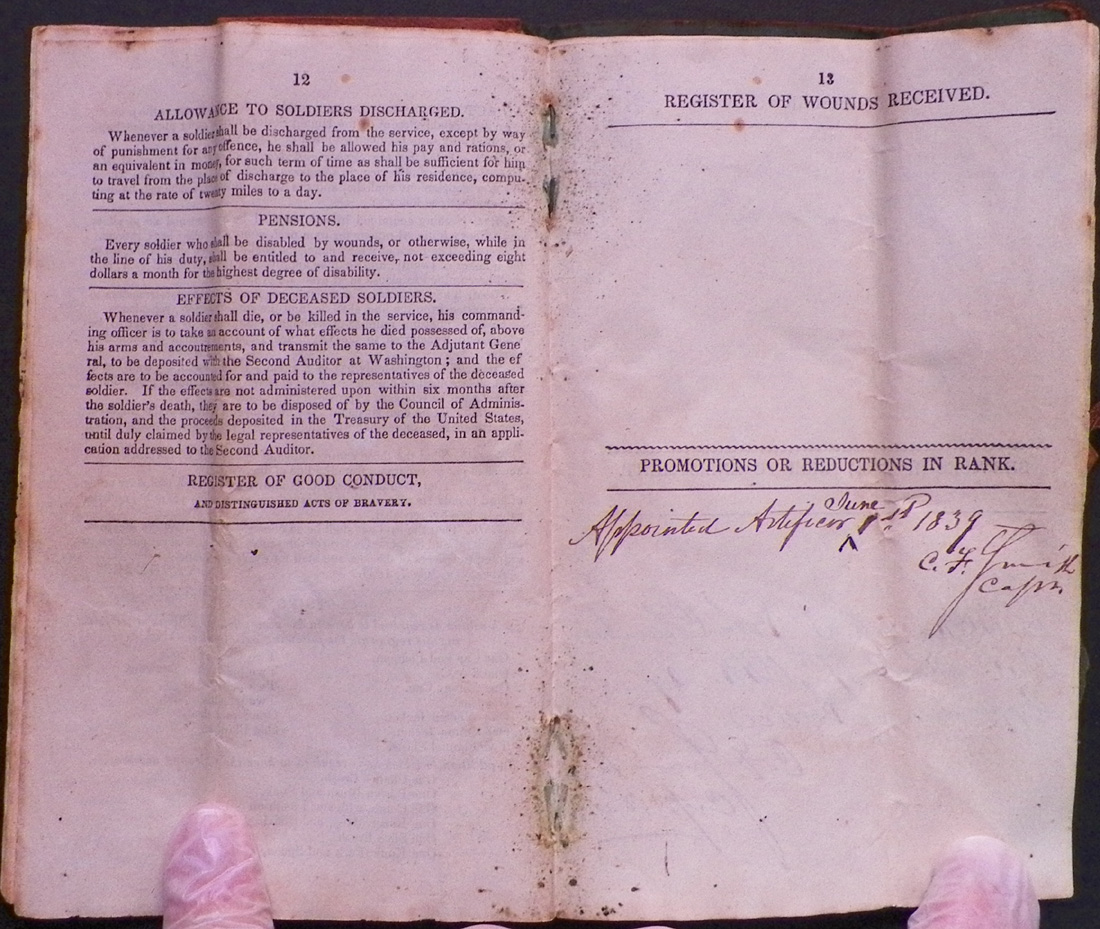 12
ALLOWANCE TO SOLDIERS DISCHARGED.
Whenever a soldier shall be discharged from the service, except by way
of punishment for any offence, he shall be allowed his pay and rations, or
an equivalent in money, for such term of time as shall be sufficient for him
to travel from the place of discharge to the place of his residence, compu-
ting at the rate of twenty miles to a day.
PENSIONS.
Every soldier who shall be disabled by wounds, or otherwise, while in
the line of his duty, shall be entitled to and receive, not exceeding eight
dollars a month for the highest degree of disability.
EFFECTS OF DECEASED SOLDIERS.
Whenever a soldier shall die, or be killed in the service, his command-
ing officer is to take an account of what effects he died possessed of, above
his arms and accoutrements, and transmit the same to the Adjutant Gene
ral, to be deposited with the Second Auditor at Washington; and the ef
fects are to be accounted for and paid to the representatives of the deceased
soldier. If the effects are not administered upon within six months after
the soldier's death, they are to be disposed of by the Council of Adminis-
tration, and the proceeds deposited in the Treasury of the United States,
until duly claimed by the legal representatives of the deceased, in an appli-
cation addressed to the Second Auditor.
REGISTER OF GOOD CONDUCT,
AND DISTINGUISHED ACTS OF BRAVERY.
13
REGISTER OF WOUNDS RECEIVED.
PROMOTIONS OR REDUCTIONS IN RANK.
Appointed Artificer June 1st 1839
C. F. Smith
Capn